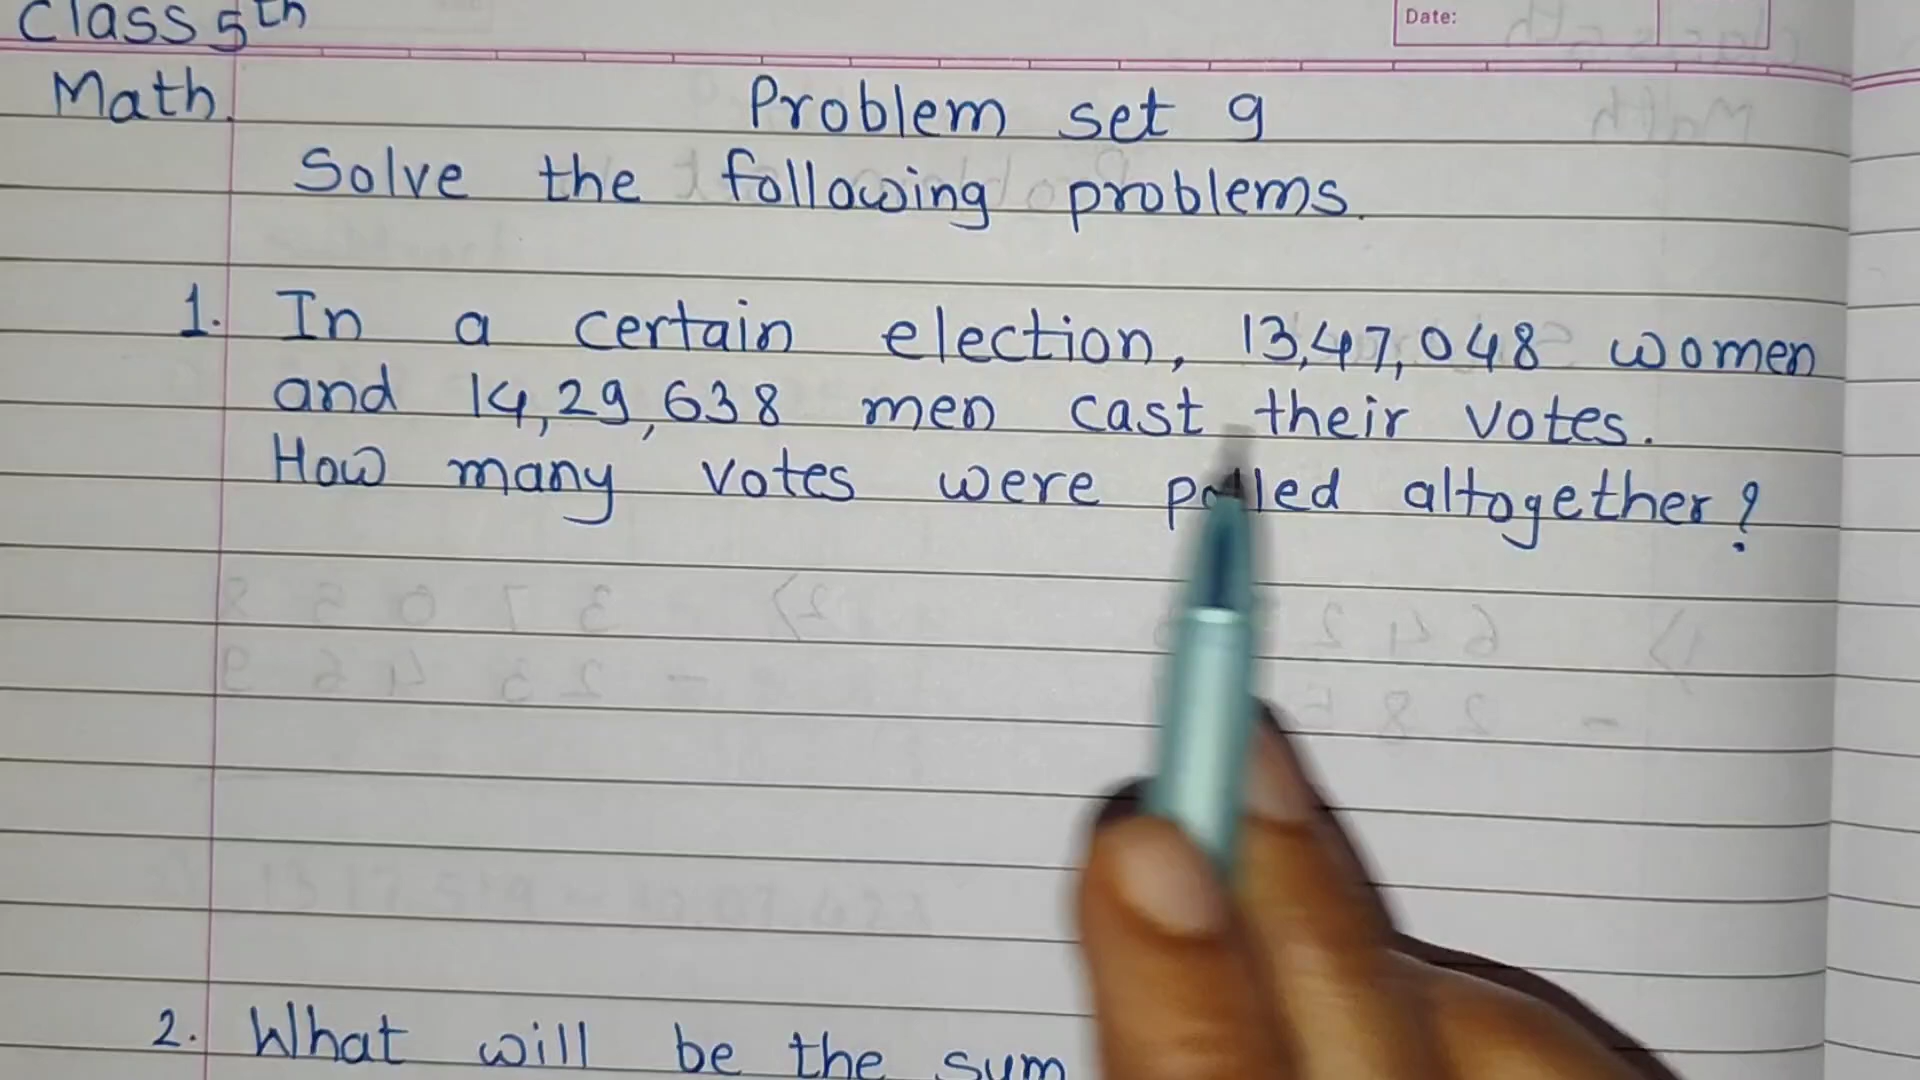 Class 5th
Date:
Math.
Problem set 9
Solve the following problems.
1. In a certain election, 13,47,048 women
and 14,29,638 men cast their votes.
How many votes were polled altogether?
2. What will be the sum